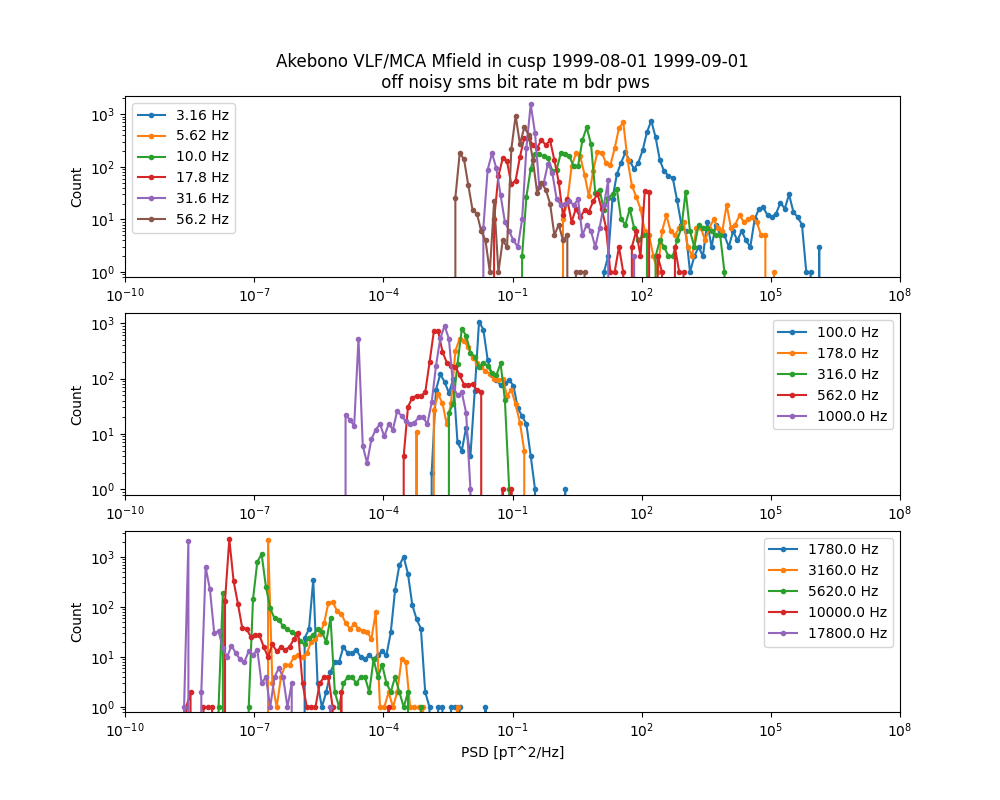 Akebono VLF/MCA Mfield in cusp 1999-08-01 1999-09-01
off noisy sms bit rate m bdr pws
Count
10^3
10^2
10^1
10^0
3.16 Hz
5.62 Hz
10.0 Hz
17.8 Hz
31.6 Hz
56.2 Hz
10^−10 10^−7 10^−4 10^−1 10^2 10^5 10^8
Count
10^3
10^2
10^1
10^0
100.0 Hz
178.0 Hz
316.0 Hz
562.0 Hz
1000.0 Hz
10^−10 10^−7 10^−4 10^−1 10^2 10^5 10^8
Count
10^3
10^2
10^1
10^0
1780.0 Hz
3160.0 Hz
5620.0 Hz
10000.0 Hz
17800.0 Hz
10^−10 10^−7 10^−4 10^−1 10^2 10^5 10^8
PSD [pT^2/Hz]